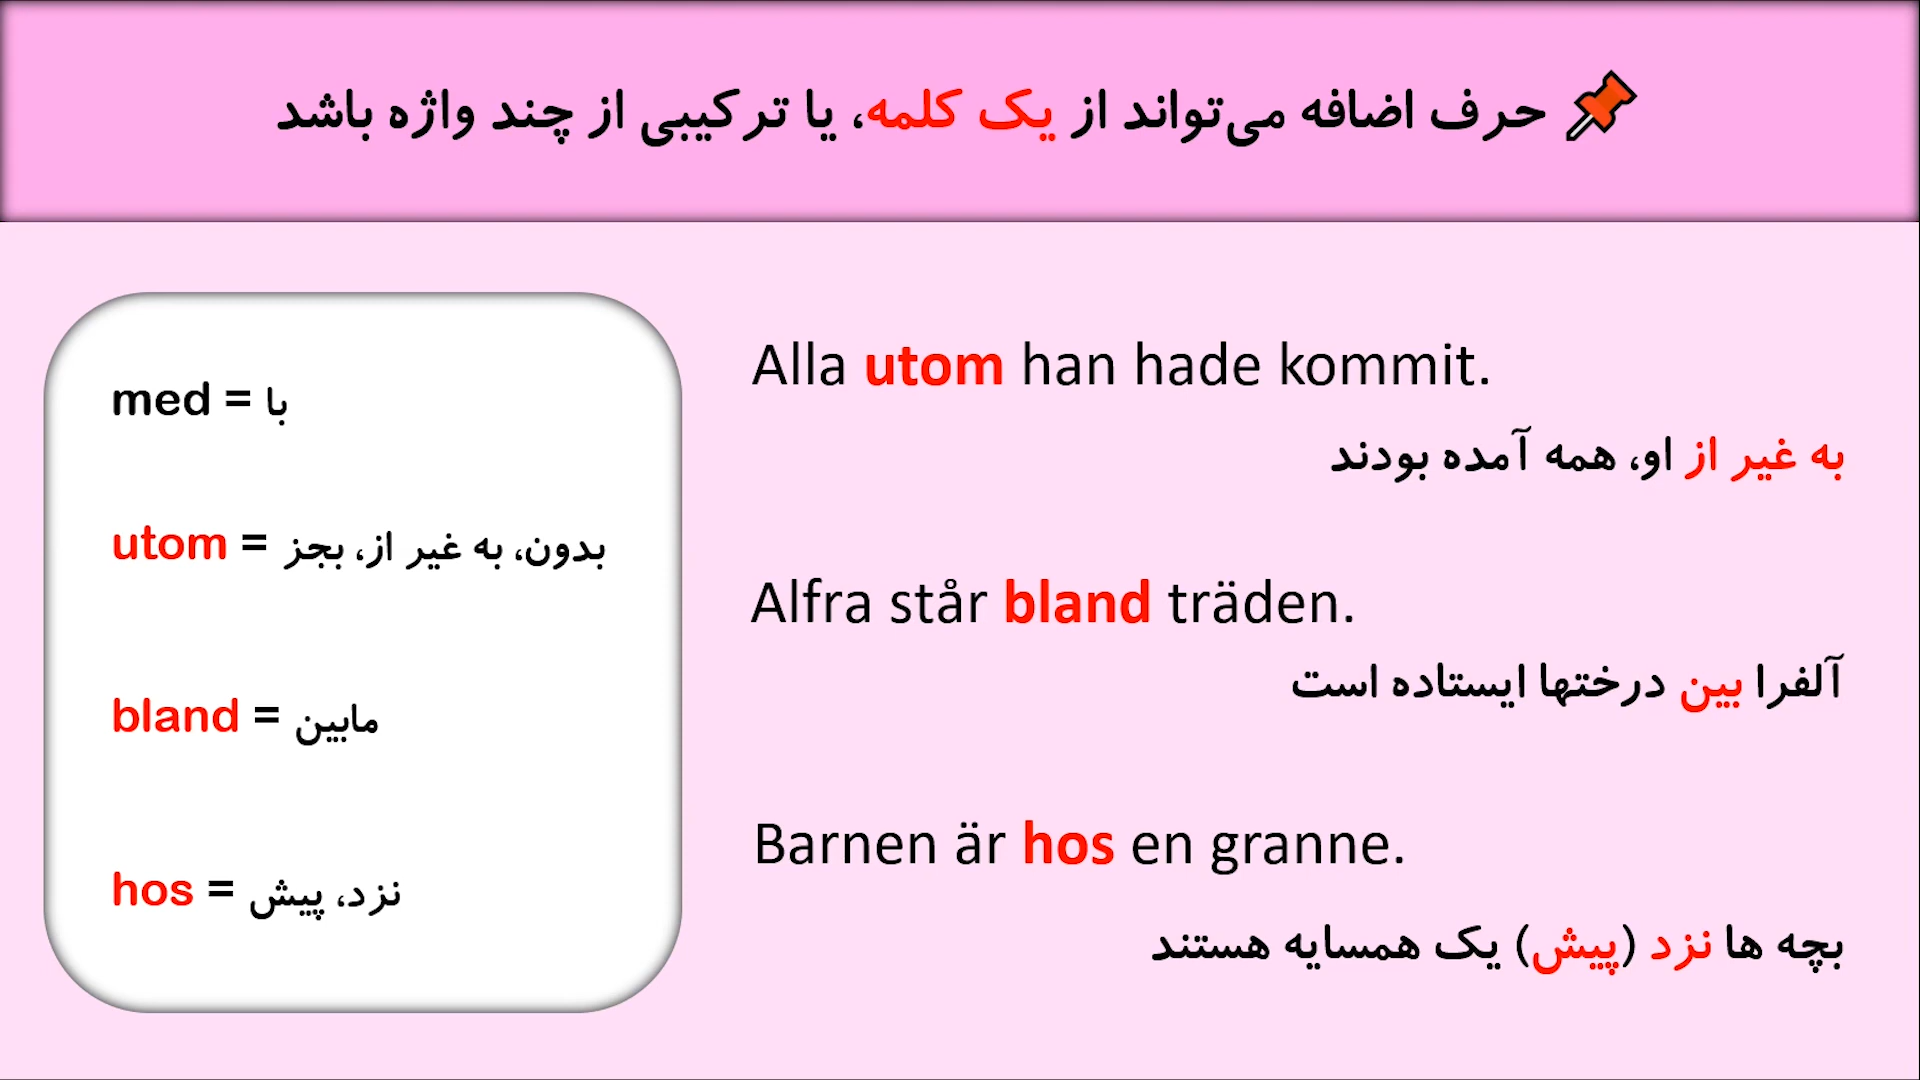 📌 حرف اضافه می‌تواند از یک کلمه، یا ترکیبی از چند واژه باشد
med = با
utom = بدون، به غیر از، بجز
bland = مابین
hos = نزد، پیش
Alla utom han hade kommit.
به غیر از او، همه آمده بودند
Alfra står bland träden.
آلفرا بین درختها ایستاده است
Barnen är hos en granne.
بچه ها نزد (پیش) یک همسایه هستند